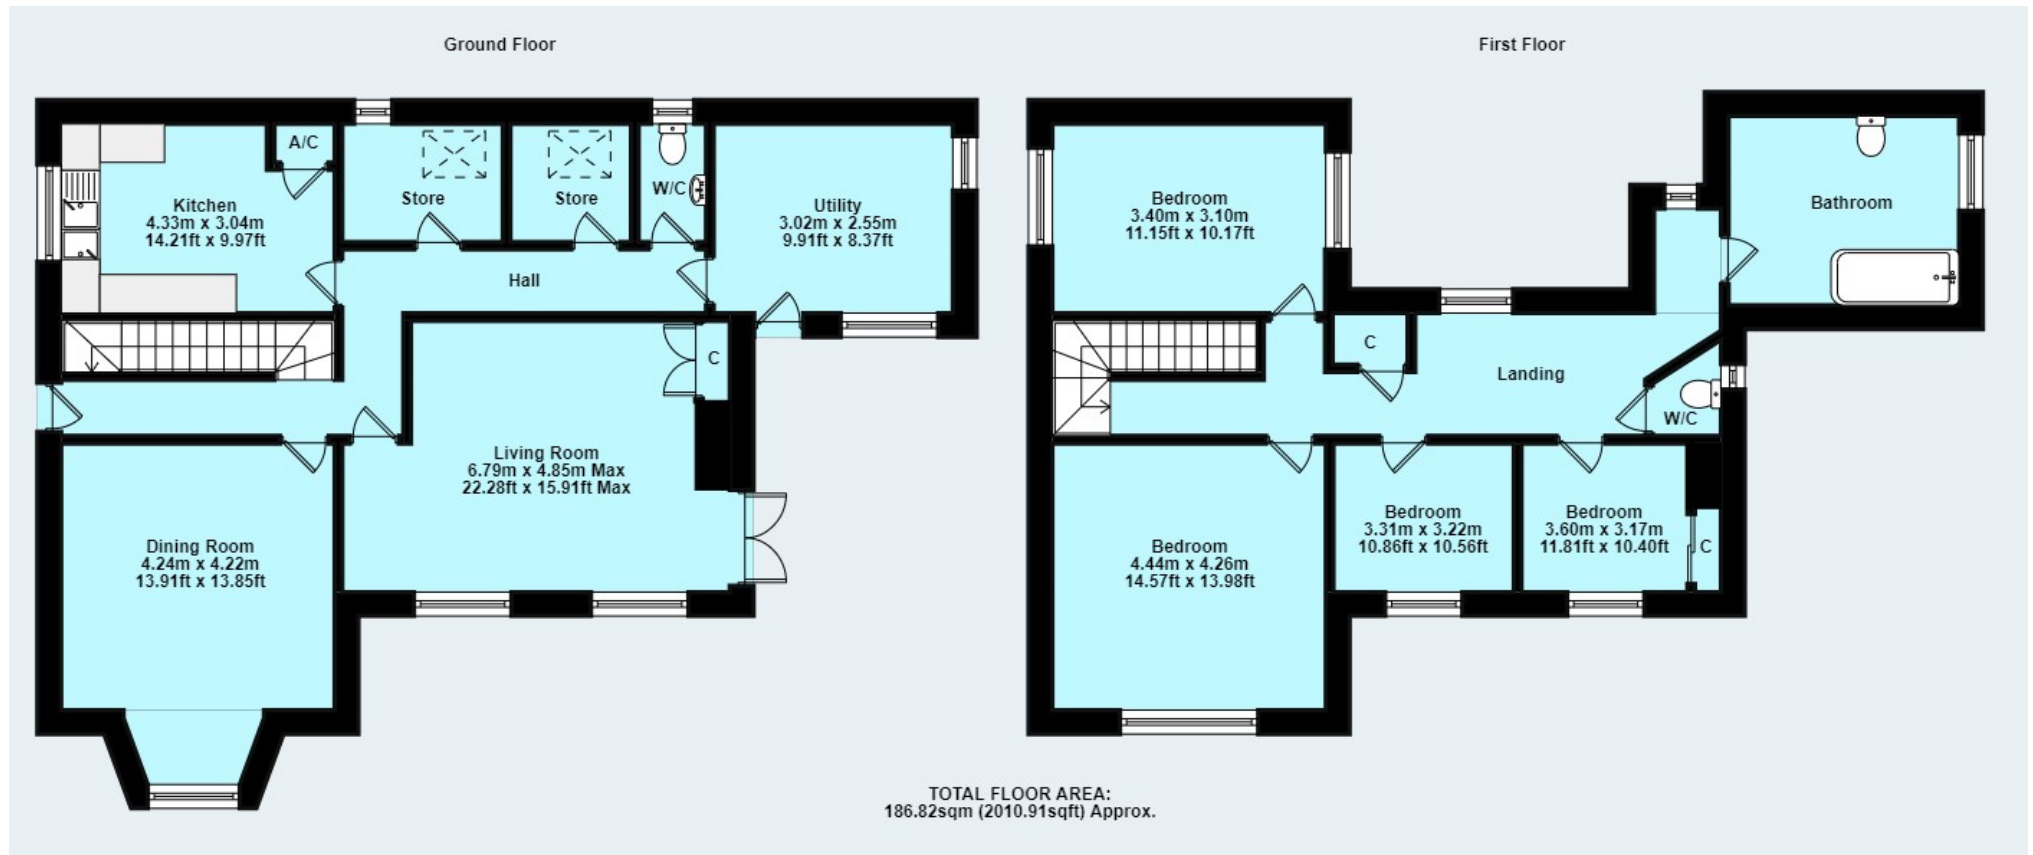 Ground Floor
First Floor
A/C
Kitchen
4.33m x 3.04m
14.21ft x 9.97ft
Store
Store
W/C
Utility
3.02m x 2.55m
9.91ft x 8.37ft
Hall
C
Living Room
6.79m x 4.85m Max
22.28ft x 15.91ft Max
Dining Room
4.24m x 4.22m
13.91ft x 13.85ft
Bedroom
3.40m x 3.10m
11.15ft x 10.17ft
Bathroom
C
Landing
W/C
Bedroom
4.44m x 4.26m
14.57ft x 13.98ft
Bedroom
3.31m x 3.22m
10.86ft x 10.56ft
Bedroom
3.60m x 3.17m
11.81ft x 10.40ft
C
TOTAL FLOOR AREA:
186.82sqm (2010.91sqft) Approx.